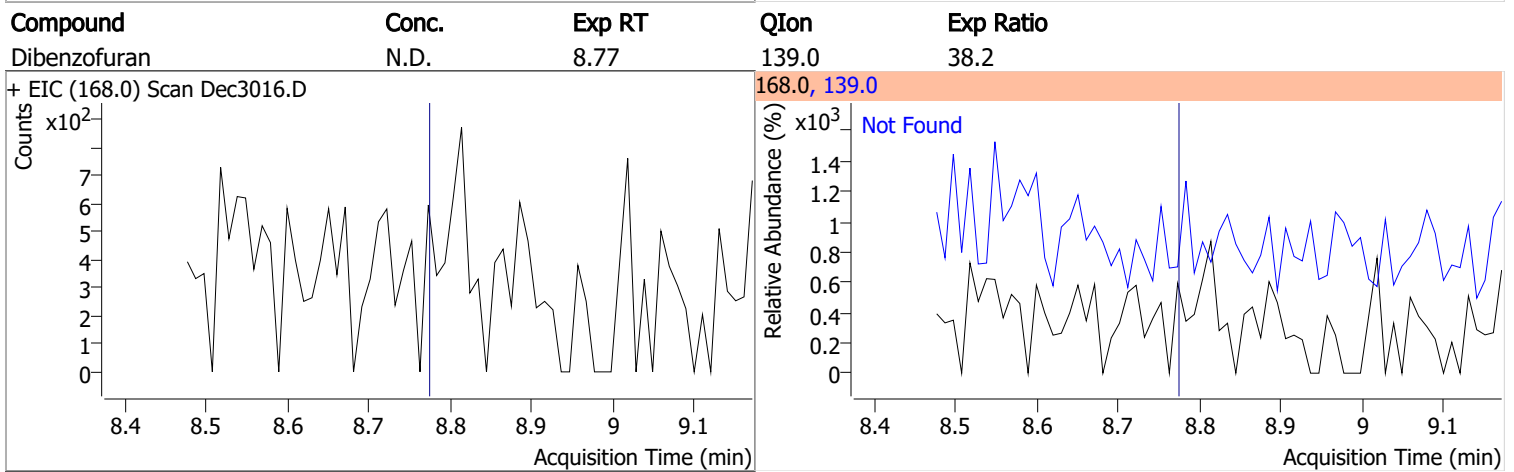 Compound Conc. Exp RT QIon Exp Ratio
Dibenzofuran N.D. 8.77 139.0 38.2
+ EIC (168.0) Scan Dec3016.D
Counts
x10²
7
6
5
4
3
2
1
0
8.4 8.5 8.6 8.7 8.8 8.9 9 9.1
Acquisition Time (min)
168.0, 139.0
Relative Abundance (%)
x10³
Not Found
1.4
1.2
1
0.8
0.6
0.4
0.2
0
8.4 8.5 8.6 8.7 8.8 8.9 9 9.1
Acquisition Time (min)